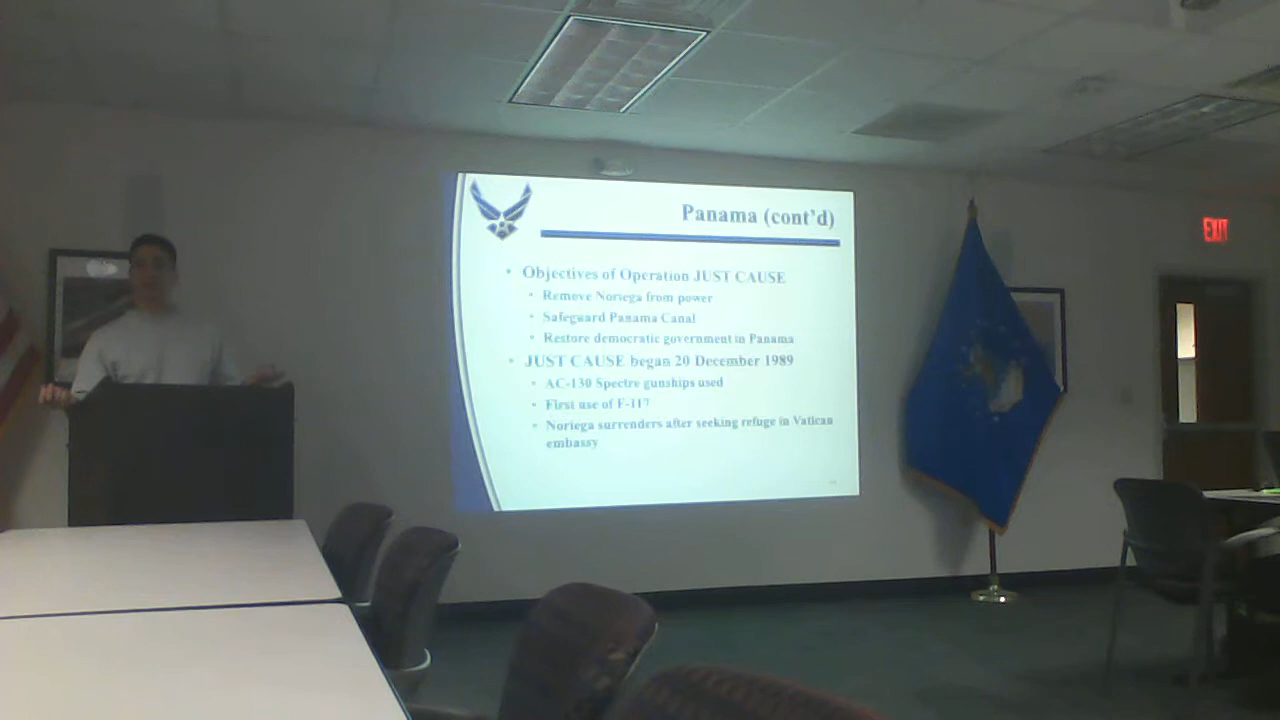 Panama (cont'd)
• Objectives of Operation JUST CAUSE
• Remove Noriega from power
• Safeguard Panama Canal
• Restore democratic government in Panama
• JUST CAUSE began 20 December 1989
• AC-130 Spectre gunships used
• First use of F-117
• Noriega surrenders after seeking refuge in Vatican
embassy
EXIT